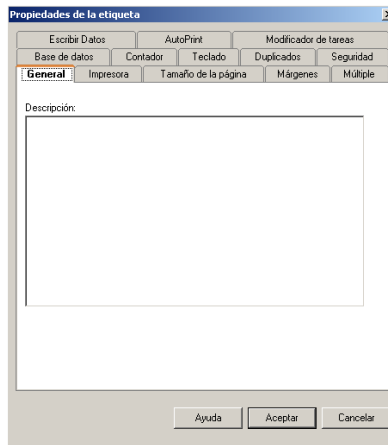 Propiedades de la etiqueta
Escribir Datos AutoPrint Modificador de tareas
Base de datos Contador Teclado Duplicados Seguridad
General Impresora Tamaño de la página Márgenes Múltiple
Descripción:
Ayuda Aceptar Cancelar